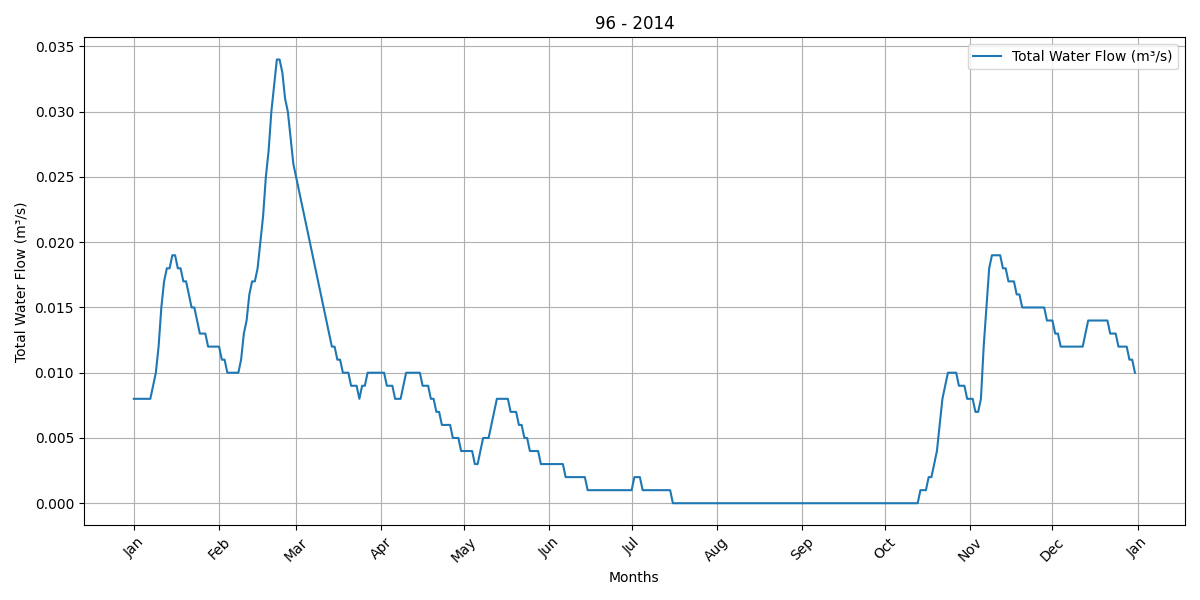 96 - 2014
Total Water Flow (m³/s)
Total Water Flow (m³/s)
0.035
0.030
0.025
0.020
0.015
0.010
0.005
0.000
Jan
Feb
Mar
Apr
May
Jun
Jul
Aug
Sep
Oct
Nov
Dec
Jan
Months